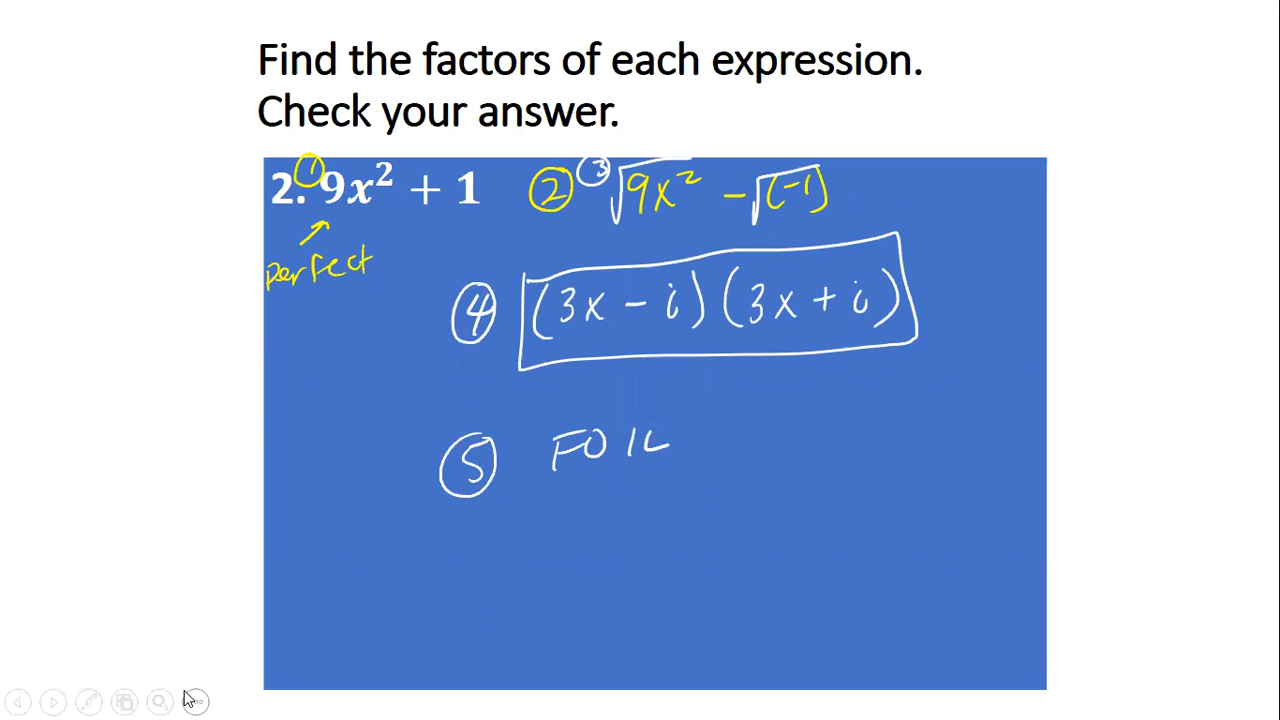 Find the factors of each expression.
Check your answer.
① 2. 9x² + 1 ② ③ √9x² - √(-1)
perfect
④ (3x - i)(3x + i)
⑤ FOIL